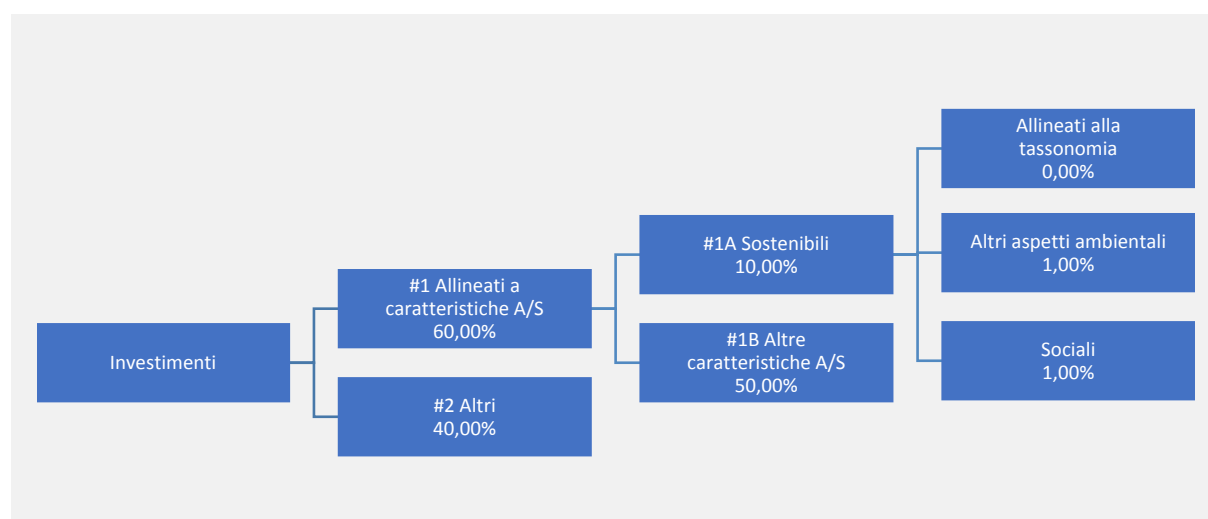 Investimenti
#1 Allineati a
caratteristiche A/S
60,00%
#2 Altri
40,00%
#1A Sostenibili
10,00%
#1B Altre
caratteristiche A/S
50,00%
Allineati alla
tassonomia
0,00%
Altri aspetti ambientali
1,00%
Sociali
1,00%